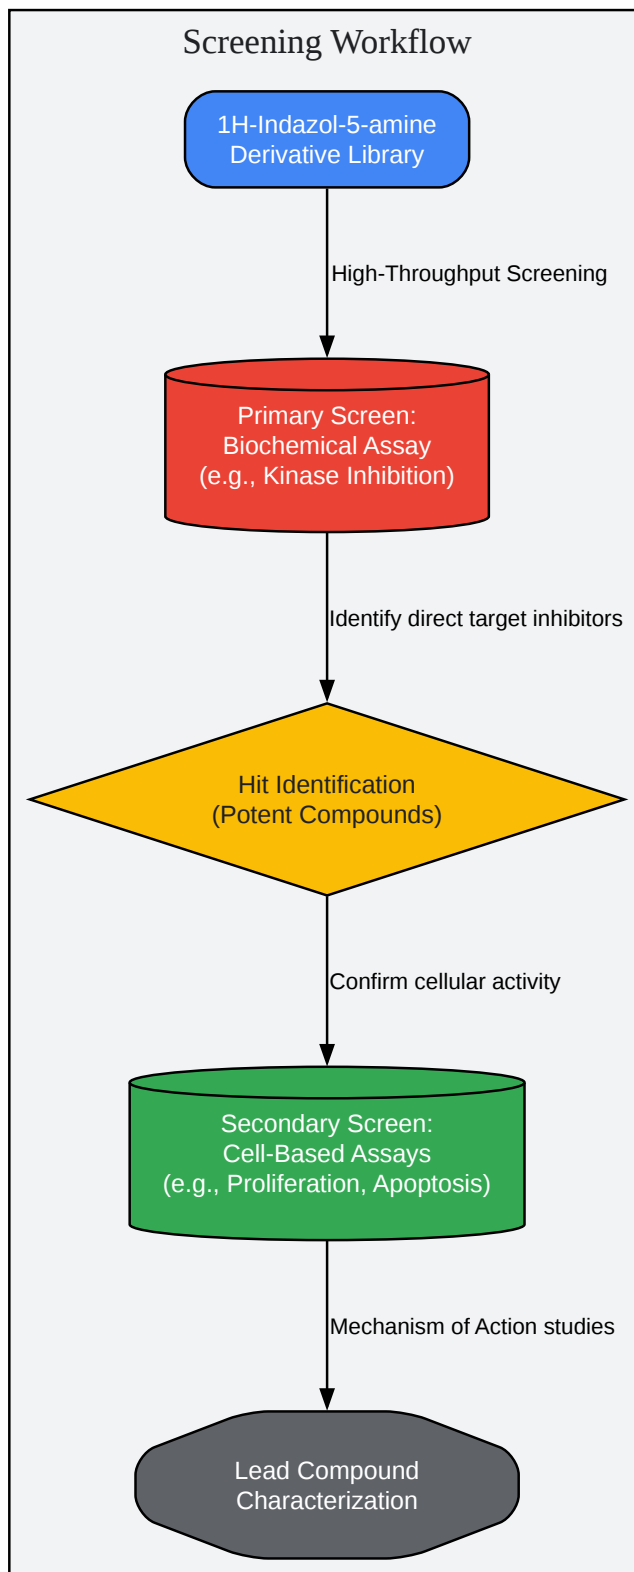 Screening Workflow
1H-Indazol-5-amine
Derivative Library
High-Throughput Screening
Primary Screen:
Biochemical Assay
(e.g., Kinase Inhibition)
Identify direct target inhibitors
Hit Identification
(Potent Compounds)
Confirm cellular activity
Secondary Screen:
Cell-Based Assays
(e.g., Proliferation, Apoptosis)
Mechanism of Action studies
Lead Compound
Characterization